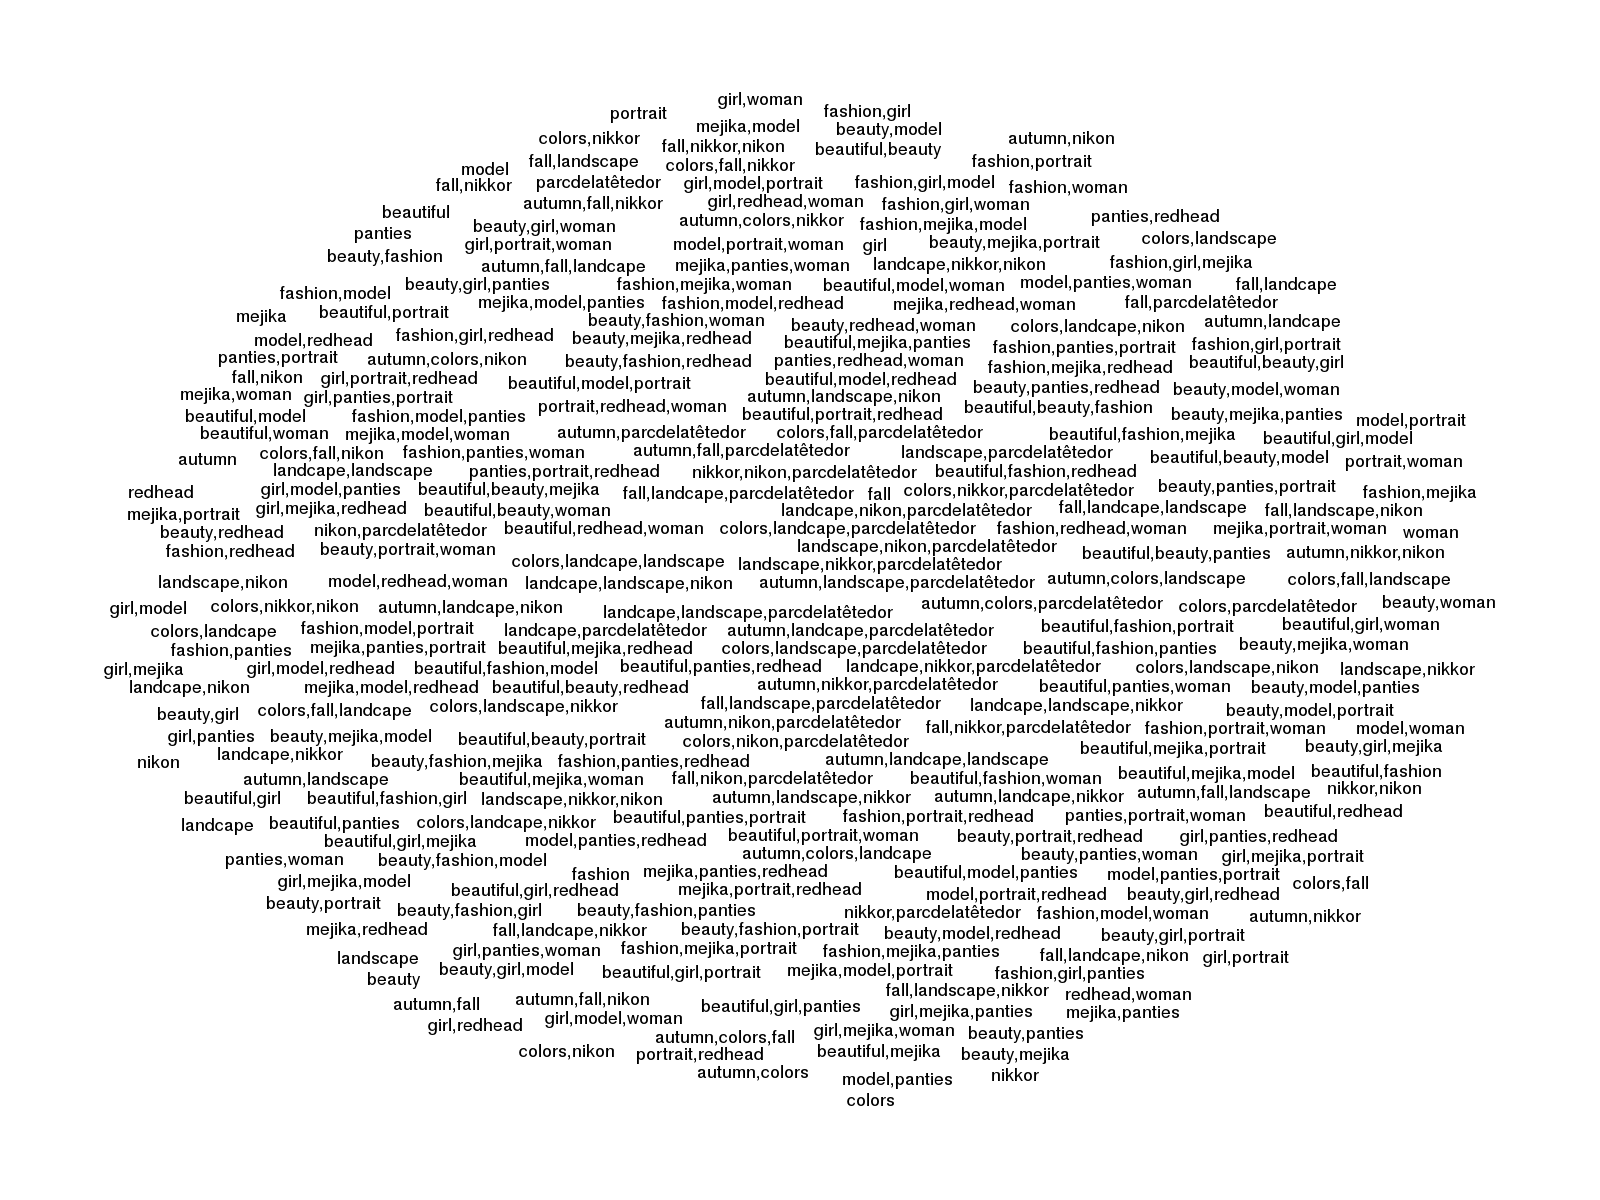 girl,woman
portrait
fashion,girl
mejika,model
beauty,model
colors,nikkor
autumn,nikon
fall,nikkor,nikon
beautiful,beauty
fall,landscape
colors,fall,nikkor
fashion,portrait
model
fall,nikkor
parcdelatêtedor
girl,model,portrait
fashion,girl,model
fashion,woman
autumn,fall,nikkor
girl,redhead,woman
fashion,girl,woman
beautiful
autumn,colors,nikkor
fashion,mejika,model
panties,redhead
panties
beauty,girl,woman
girl,portrait,woman
model,portrait,woman
girl
beauty,mejika,portrait
colors,landscape
beauty,fashion
autumn,fall,landcape
mejika,panties,woman
landcape,nikkor,nikon
fashion,girl,mejika
beauty,girl,panties
fashion,mejika,woman
beautiful,model,woman
model,panties,woman
fall,landcape
fashion,model
mejika,model,panties
fashion,model,redhead
mejika,redhead,woman
fall,parcdelatêtedor
mejika
beautiful,portrait
beauty,fashion,woman
beauty,redhead,woman
colors,landcape,nikon
autumn,landcape
model,redhead
fashion,girl,redhead
beauty,mejika,redhead
beautiful,mejika,panties
fashion,panties,portrait
fashion,girl,portrait
panties,portrait
autumn,colors,nikon
beauty,fashion,redhead
panties,redhead,woman
fashion,mejika,redhead
beautiful,beauty,girl
fall,nikon
girl,portrait,redhead
beautiful,model,portrait
beautiful,model,redhead
beauty,panties,redhead
beauty,model,woman
mejika,woman
girl,panties,portrait
portrait,redhead,woman
autumn,landscape,nikon
beautiful,beauty,fashion
beautiful,model
fashion,model,panties
beautiful,portrait,redhead
beauty,mejika,panties
model,portrait
beautiful,woman
mejika,model,woman
autumn,parcdelatêtedor
colors,fall,parcdelatêtedor
beautiful,fashion,mejika
beautiful,girl,model
autumn
colors,fall,nikon
fashion,panties,woman
autumn,fall,parcdelatêtedor
landscape,parcdelatêtedor
beautiful,beauty,model
portrait,woman
landcape,landscape
panties,portrait,redhead
nikkor,nikon,parcdelatêtedor
beautiful,fashion,redhead
redhead
girl,model,panties
beautiful,beauty,mejika
fall,landcape,parcdelatêtedor
fall
colors,nikkor,parcdelatêtedor
beauty,panties,portrait
fashion,mejika
mejika,portrait
girl,mejika,redhead
beautiful,beauty,woman
landcape,nikon,parcdelatêtedor
fall,landcape,landscape
fall,landscape,nikon
beauty,redhead
nikon,parcdelatêtedor
beautiful,redhead,woman
colors,landcape,parcdelatêtedor
fashion,redhead,woman
mejika,portrait,woman
woman
fashion,redhead
beauty,portrait,woman
landscape,nikon,parcdelatêtedor
beautiful,beauty,panties
autumn,nikkor,nikon
colors,landcape,landscape
landscape,nikkor,parcdelatêtedor
landscape,nikon
model,redhead,woman
landcape,landscape,nikon
autumn,landscape,parcdelatêtedor
autumn,colors,landscape
colors,fall,landscape
girl,model
colors,nikkor,nikon
autumn,landcape,nikon
landcape,landscape,parcdelatêtedor
autumn,colors,parcdelatêtedor
colors,parcdelatêtedor
beauty,woman
colors,landcape
fashion,model,portrait
landcape,parcdelatêtedor
autumn,landcape,parcdelatêtedor
beautiful,fashion,portrait
beautiful,girl,woman
fashion,panties
mejika,panties,portrait
beautiful,mejika,redhead
colors,landscape,parcdelatêtedor
beautiful,fashion,panties
beauty,mejika,woman
girl,mejika
girl,model,redhead
beautiful,fashion,model
beautiful,panties,redhead
landcape,nikkor,parcdelatêtedor
colors,landscape,nikon
landscape,nikkor
landcape,nikon
mejika,model,redhead
beautiful,beauty,redhead
autumn,nikkor,parcdelatêtedor
beautiful,panties,woman
beauty,model,panties
beauty,girl
colors,fall,landcape
colors,landscape,nikkor
fall,landscape,parcdelatêtedor
landcape,landscape,nikkor
beauty,model,portrait
girl,panties
beauty,mejika,model
autumn,nikon,parcdelatêtedor
fall,nikkor,parcdelatêtedor
fashion,portrait,woman
model,woman
beautiful,beauty,portrait
colors,nikon,parcdelatêtedor
beautiful,mejika,portrait
beauty,girl,mejika
nikon
landcape,nikkor
beauty,fashion,mejika
fashion,panties,redhead
autumn,landcape,landscape
autumn,landscape
beautiful,mejika,woman
fall,nikon,parcdelatêtedor
beautiful,fashion,woman
beautiful,mejika,model
beautiful,fashion
beautiful,girl
beautiful,fashion,girl
landscape,nikkor,nikon
autumn,landscape,nikkor
autumn,landcape,nikkor
autumn,fall,landscape
nikkor,nikon
landcape
beautiful,panties
colors,landcape,nikkor
beautiful,panties,portrait
fashion,portrait,redhead
panties,portrait,woman
beautiful,redhead
beautiful,girl,mejika
model,panties,redhead
beautiful,portrait,woman
beauty,portrait,redhead
girl,panties,redhead
panties,woman
beauty,fashion,model
autumn,colors,landcape
beauty,panties,woman
girl,mejika,portrait
girl,mejika,model
fashion
mejika,panties,redhead
beautiful,model,panties
model,panties,portrait
colors,fall
beautiful,girl,redhead
mejika,portrait,redhead
model,portrait,redhead
beauty,girl,redhead
beauty,portrait
beauty,fashion,girl
beauty,fashion,panties
nikkor,parcdelatêtedor
fashion,model,woman
autumn,nikkor
mejika,redhead
fall,landcape,nikkor
beauty,fashion,portrait
beauty,model,redhead
beauty,girl,portrait
landscape
girl,panties,woman
fashion,mejika,portrait
fashion,mejika,panties
fall,landcape,nikon
girl,portrait
beauty
beauty,girl,model
beautiful,girl,portrait
mejika,model,portrait
fashion,girl,panties
autumn,fall
autumn,fall,nikon
beautiful,girl,panties
fall,landscape,nikkor
redhead,woman
girl,redhead
girl,model,woman
girl,mejika,panties
mejika,panties
autumn,colors,fall
girl,mejika,woman
beauty,panties
colors,nikon
portrait,redhead
beautiful,mejika
beauty,mejika
autumn,colors
model,panties
nikkor
colors